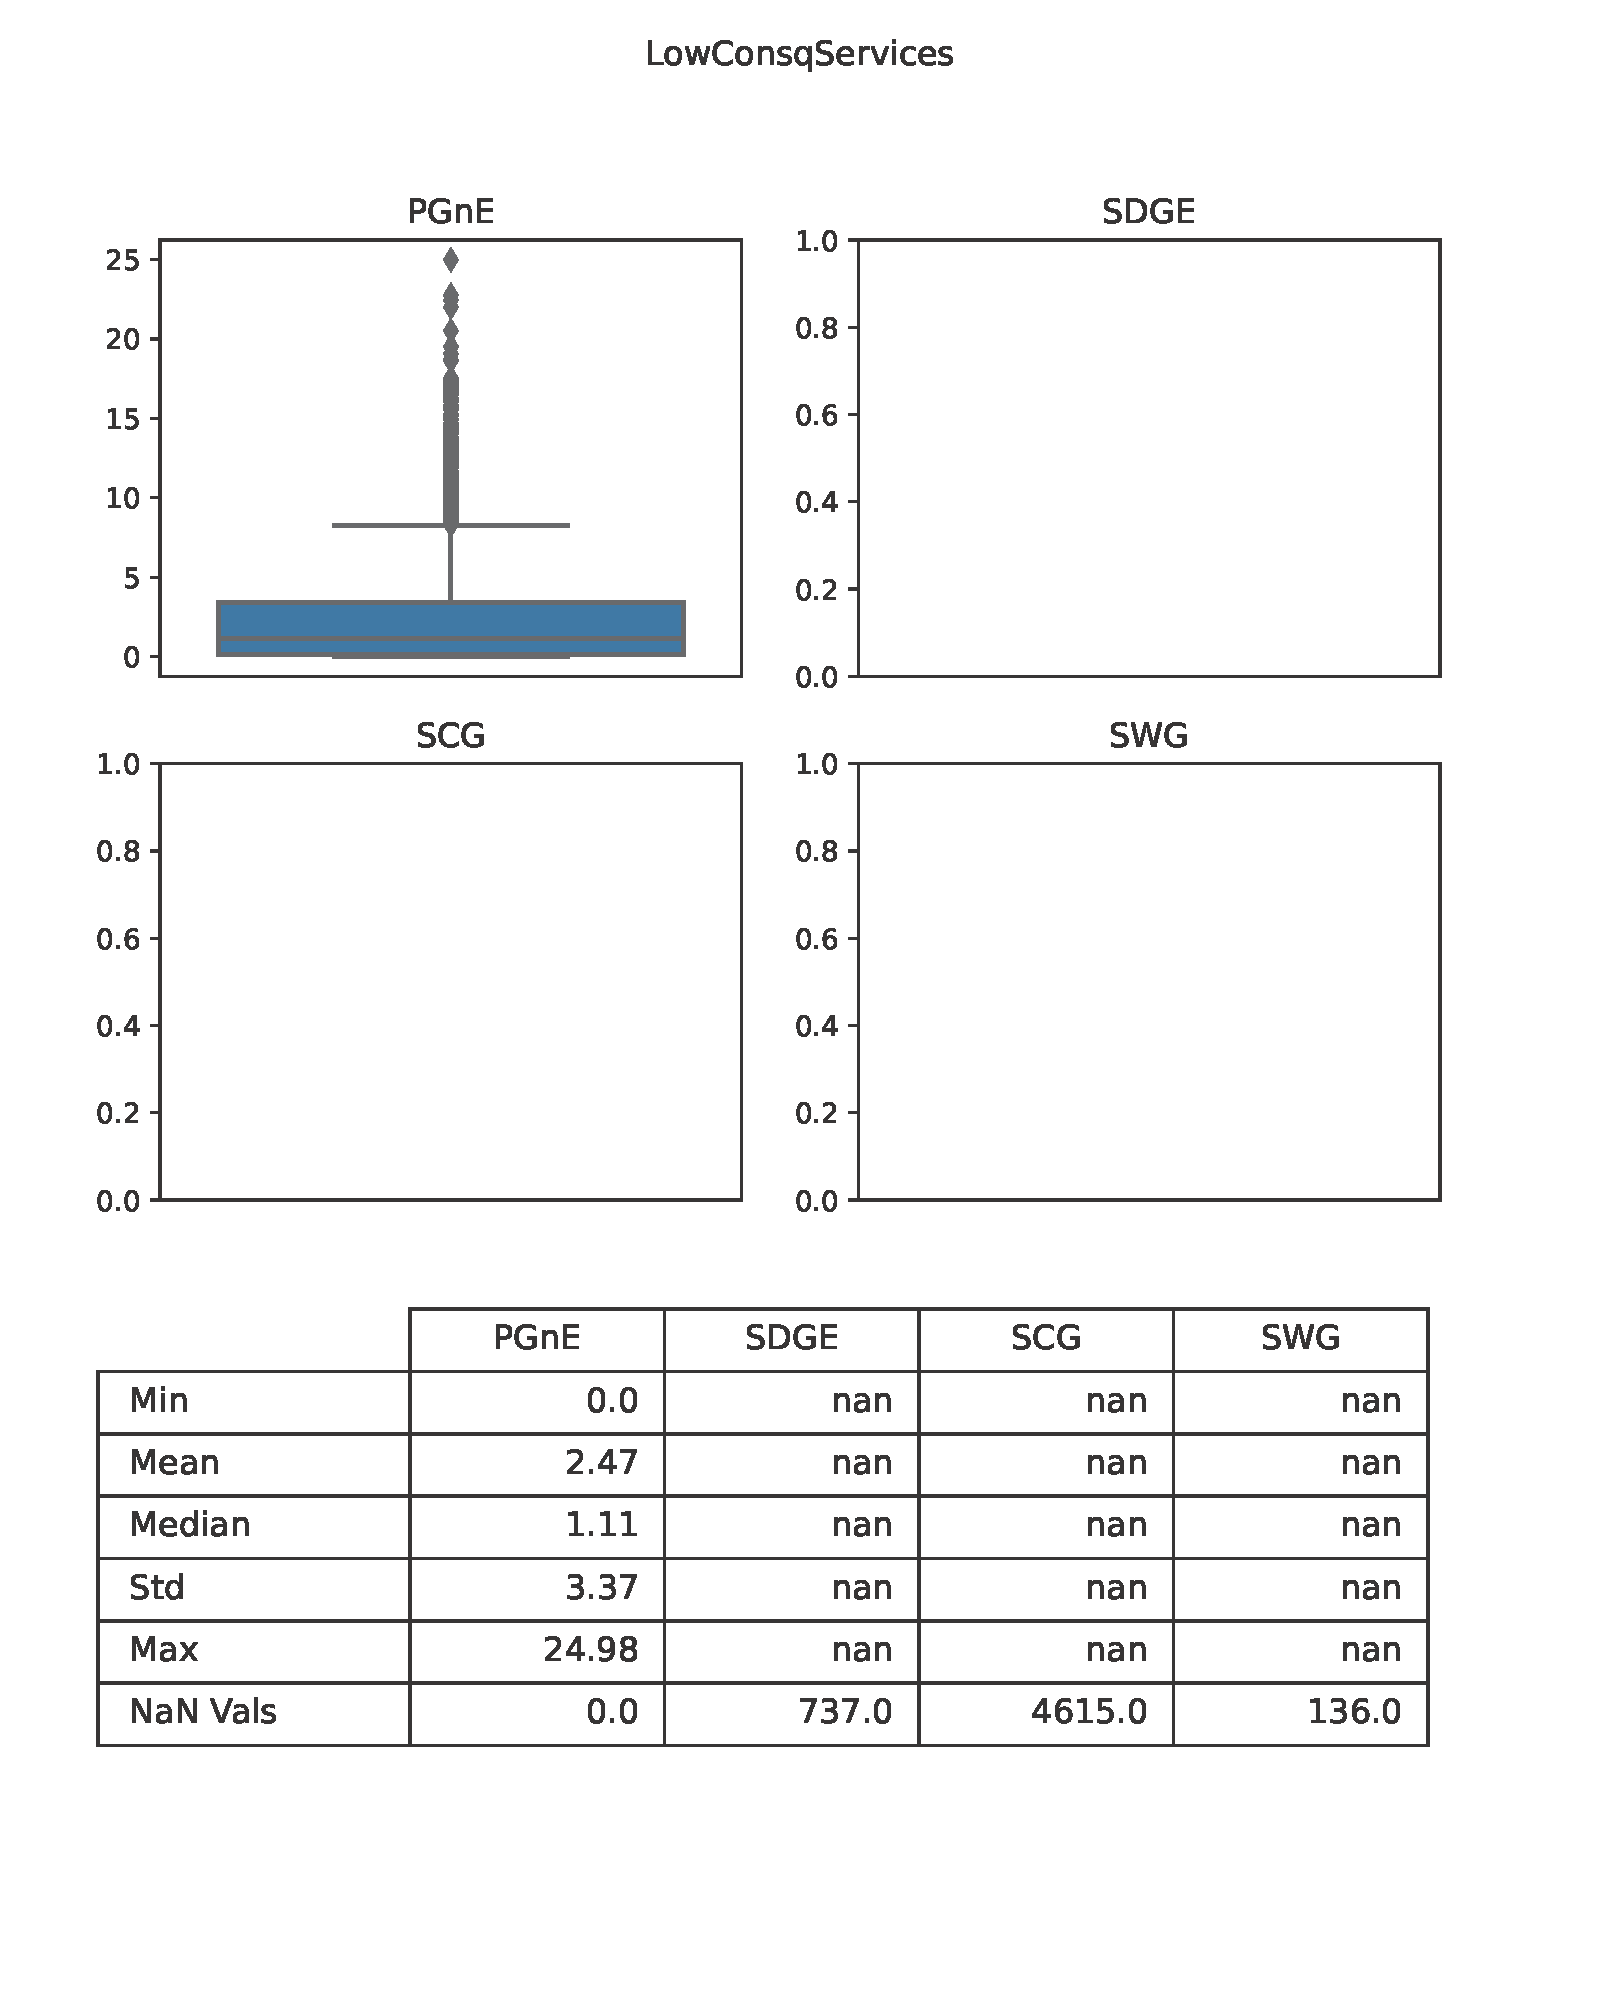 LowConsqServices
PGnE
25
20
15
10
5
0
SDGE
1.0
0.8
0.6
0.4
0.2
0.0
SCG
1.0
0.8
0.6
0.4
0.2
0.0
SWG
1.0
0.8
0.6
0.4
0.2
0.0
PGnE SDGE SCG SWG
Min 0.0 nan nan nan
Mean 2.47 nan nan nan
Median 1.11 nan nan nan
Std 3.37 nan nan nan
Max 24.98 nan nan nan
NaN Vals 0.0 737.0 4615.0 136.0